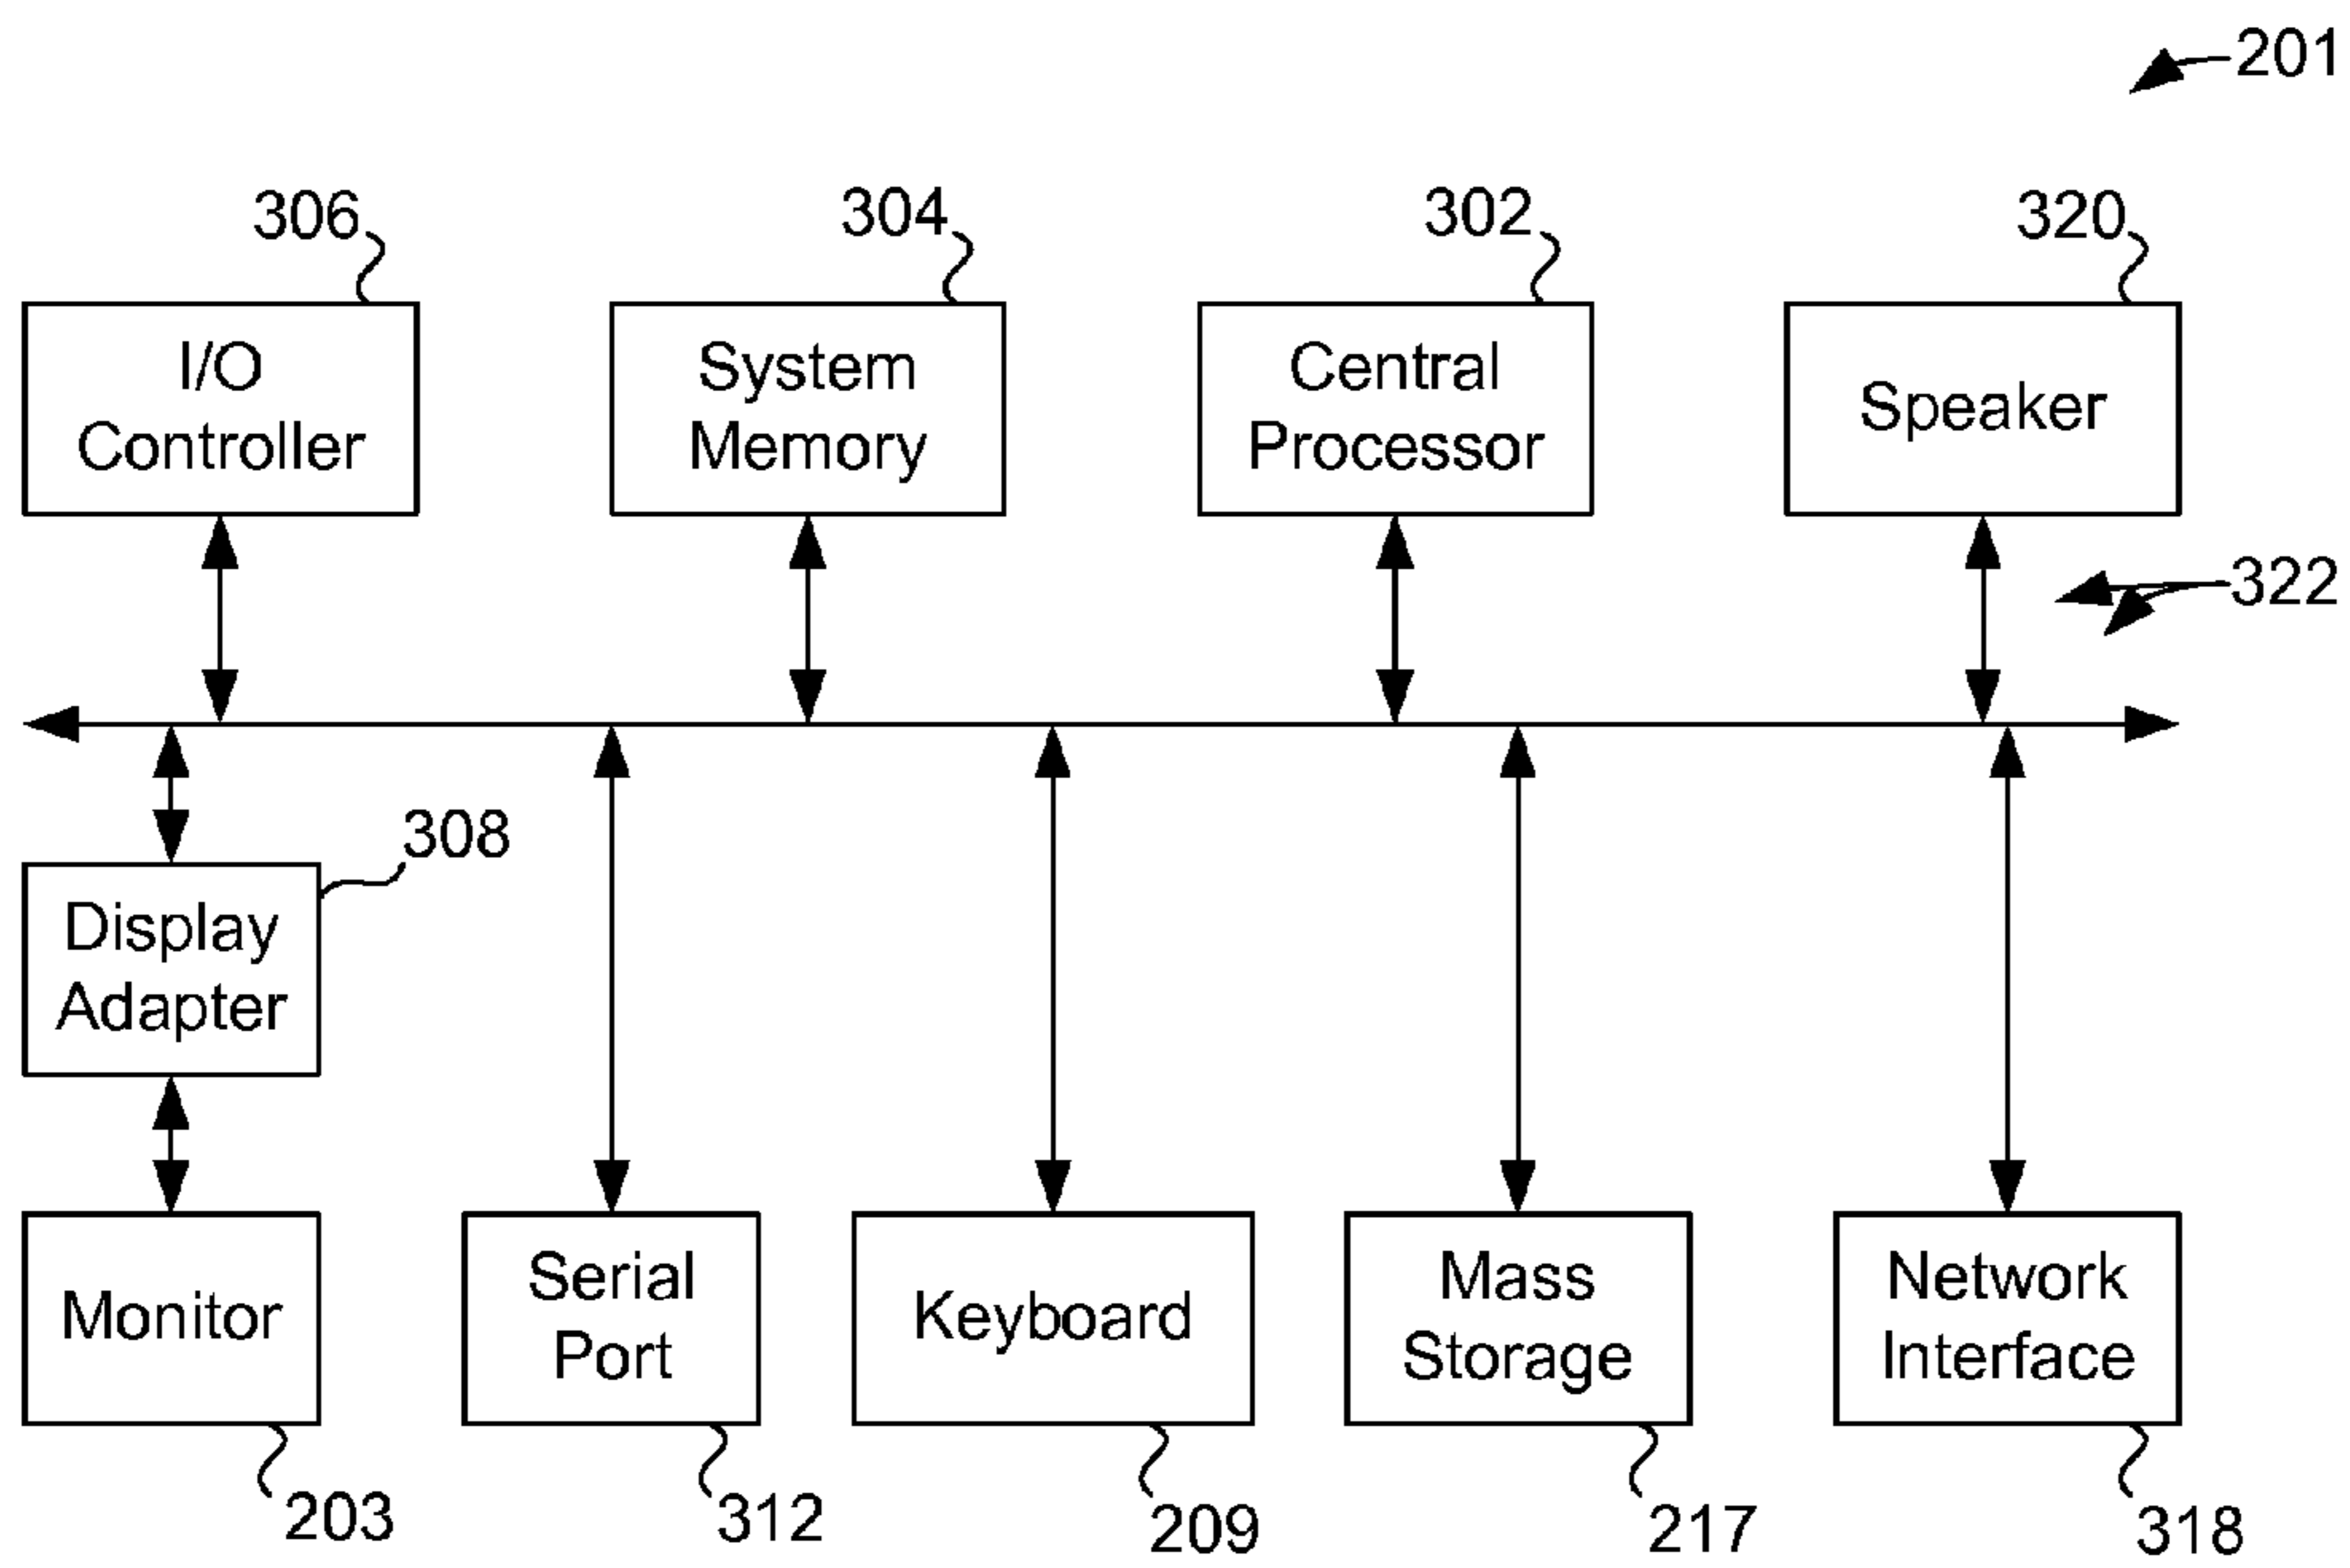 201
306
304
302
320
I/O
Controller
System
Memory
Central
Processor
Speaker
322
308
Display
Adapter
Monitor
Serial
Port
Keyboard
Mass
Storage
Network
Interface
203
312
209
217
318